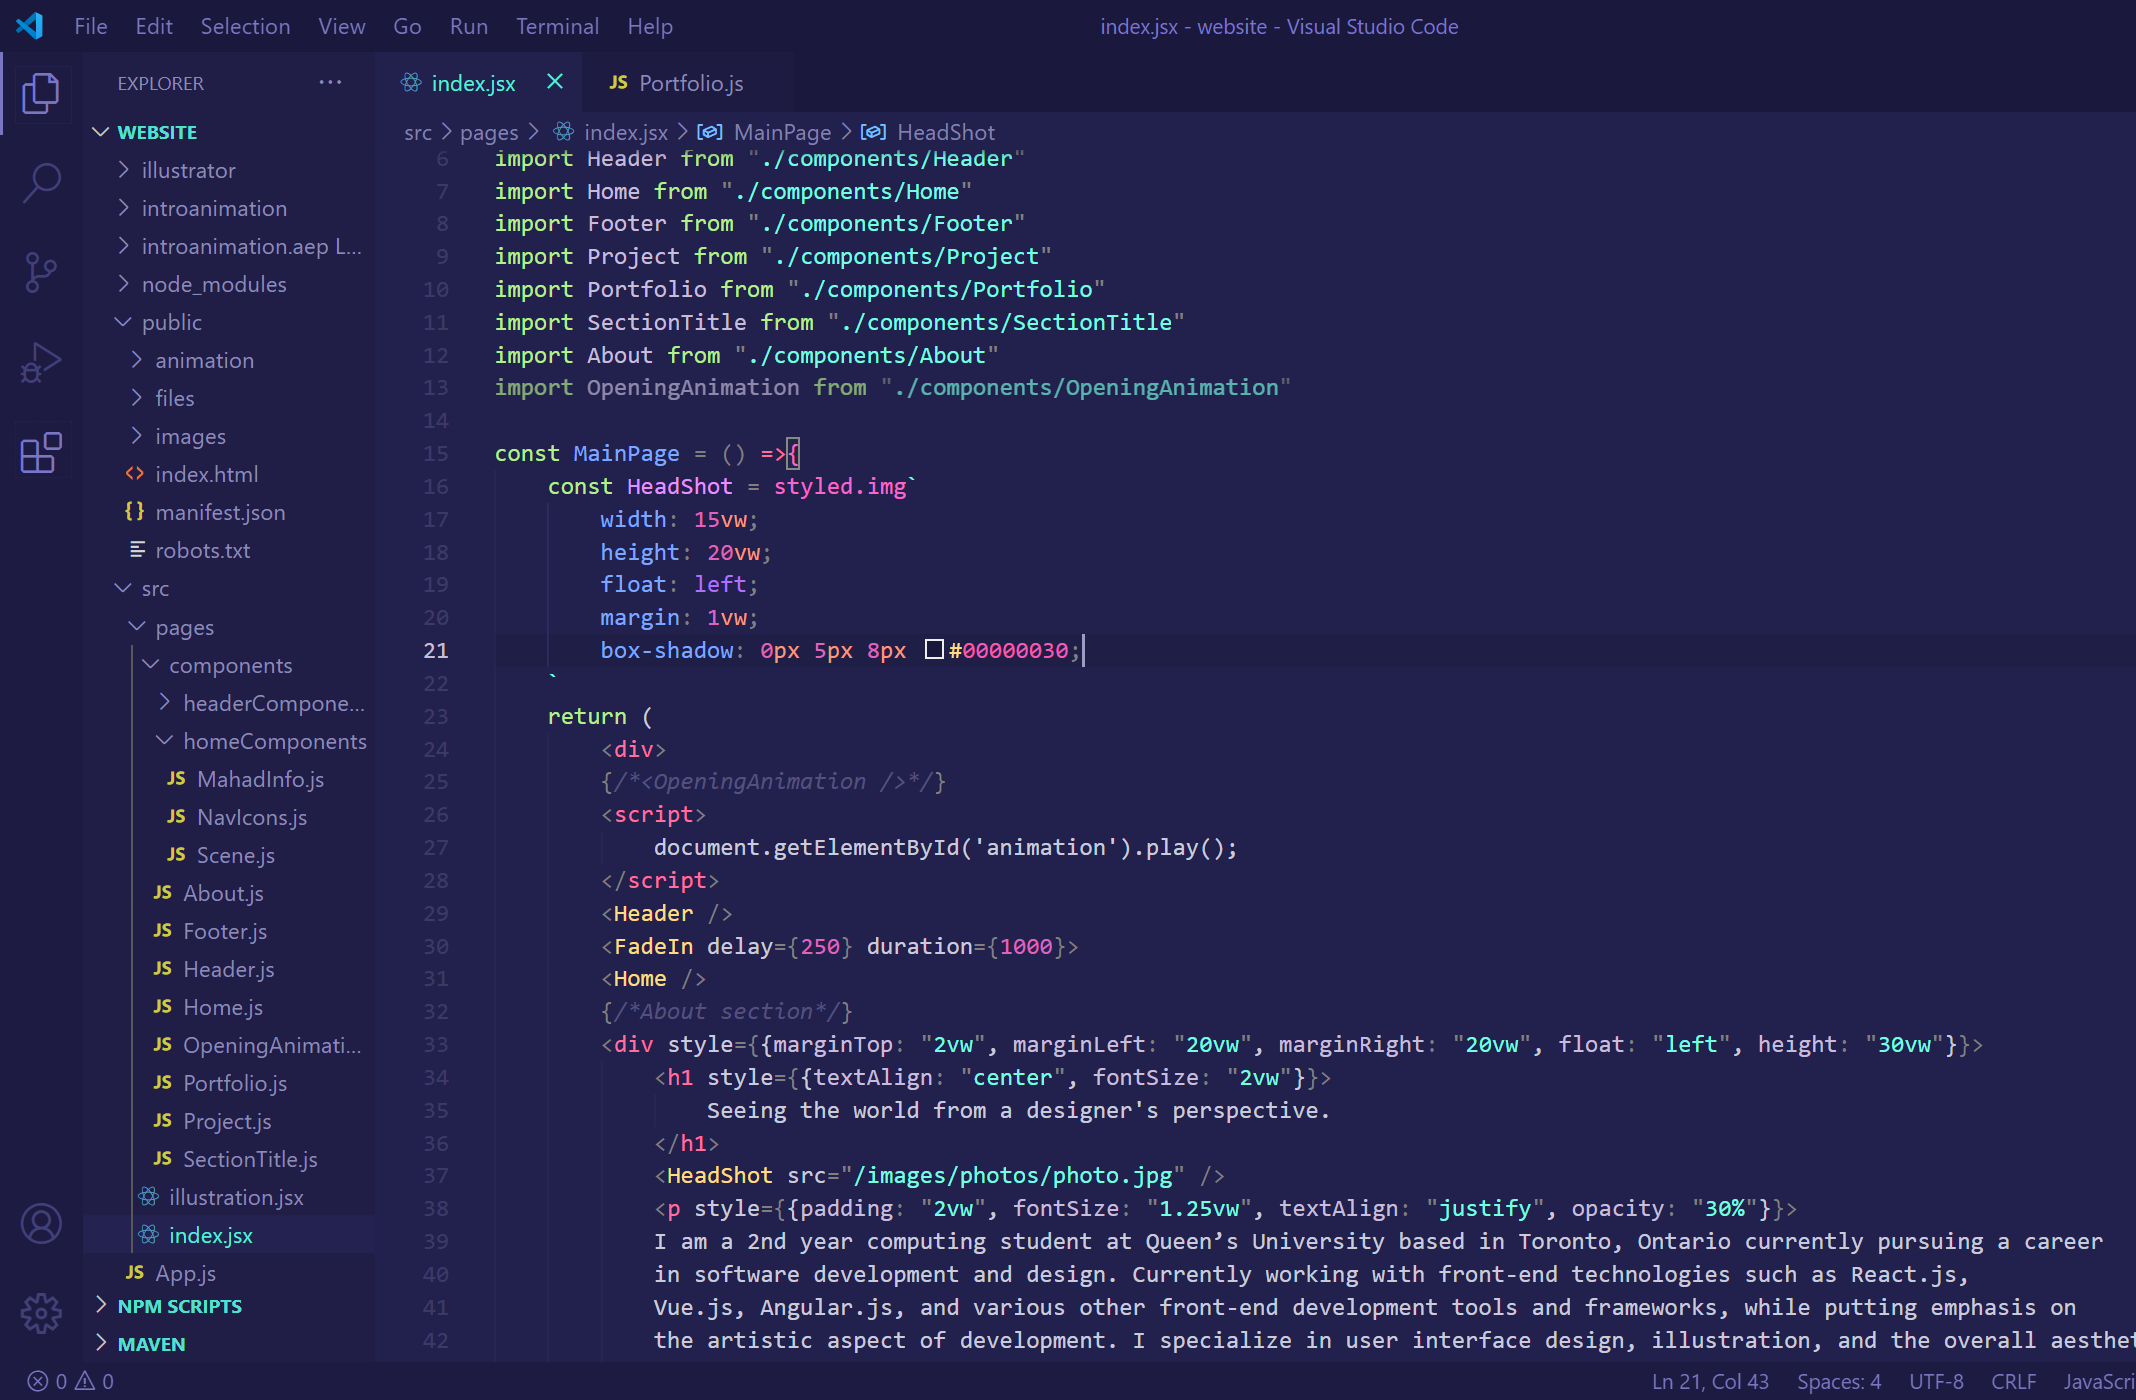 File Edit Selection View Go Run Terminal Help
index.jsx - website - Visual Studio Code
EXPLORER ...
WEBSITE
illustrator
introanimation
introanimation.aep L...
node_modules
public
animation
files
images
index.html
manifest.json
robots.txt
src
pages
components
headerCompone...
homeComponents
JS MahadInfo.js
JS NavIcons.js
JS Scene.js
JS About.js
JS Footer.js
JS Header.js
JS Home.js
JS OpeningAnimati...
JS Portfolio.js
JS Project.js
JS SectionTitle.js
illustration.jsx
index.jsx
JS App.js
NPM SCRIPTS
MAVEN
index.jsx
JS Portfolio.js
src > pages > index.jsx > MainPage > HeadShot
6 import Header from "./components/Header"
7 import Home from "./components/Home"
8 import Footer from "./components/Footer"
9 import Project from "./components/Project"
10 import Portfolio from "./components/Portfolio"
11 import SectionTitle from "./components/SectionTitle"
12 import About from "./components/About"
13 import OpeningAnimation from "./components/OpeningAnimation"
14
15 const MainPage = () =>{
16 const HeadShot = styled.img`
17 width: 15vw;
18 height: 20vw;
19 float: left;
20 margin: 1vw;
21 box-shadow: 0px 5px 8px #00000030;
22 `
23 return (
24 <div>
25 {/*<OpeningAnimation />*/}
26 <script>
27 document.getElementById('animation').play();
28 </script>
29 <Header />
30 <FadeIn delay={250} duration={1000}>
31 <Home />
32 {/*About section*/}
33 <div style={{marginTop: "2vw", marginLeft: "20vw", marginRight: "20vw", float: "left", height: "30vw"}}>
34 <h1 style={{textAlign: "center", fontSize: "2vw"}}>
35 Seeing the world from a designer's perspective.
36 </h1>
37 <HeadShot src="/images/photos/photo.jpg" />
38 <p style={{padding: "2vw", fontSize: "1.25vw", textAlign: "justify", opacity: "30%"}}>
39 I am a 2nd year computing student at Queen’s University based in Toronto, Ontario currently pursuing a career
40 in software development and design. Currently working with front-end technologies such as React.js,
41 Vue.js, Angular.js, and various other front-end development tools and frameworks, while putting emphasis on
42 the artistic aspect of development. I specialize in user interface design, illustration, and the overall aesthet
0 0
Ln 21, Col 43 Spaces: 4 UTF-8 CRLF JavaScri